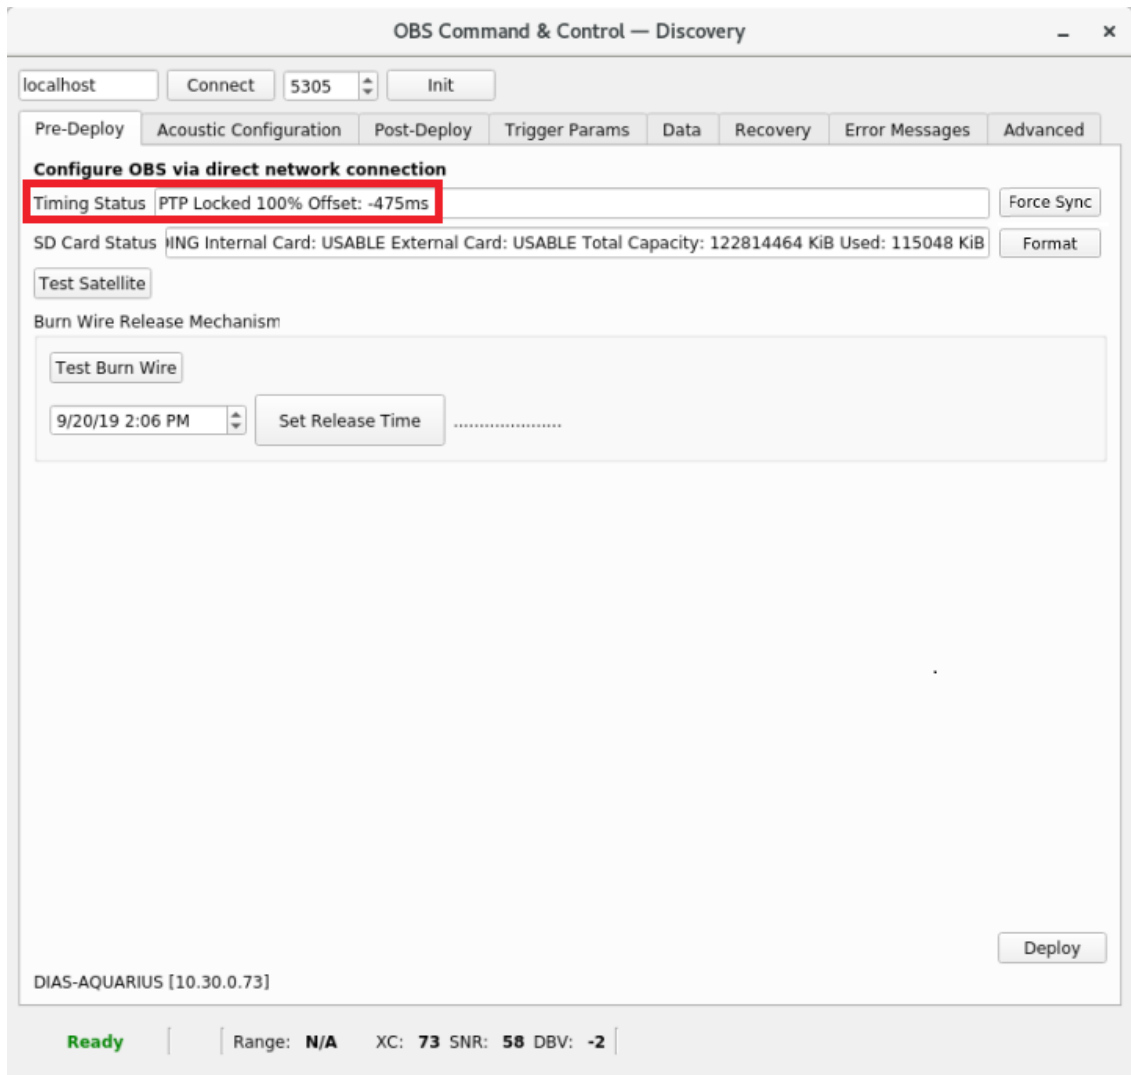 OBS Command & Control — Discovery
localhost Connect 5305 Init
Pre-Deploy Acoustic Configuration Post-Deploy Trigger Params Data Recovery Error Messages Advanced
Configure OBS via direct network connection
Timing Status PTP Locked 100% Offset: -475ms Force Sync
SD Card Status ING Internal Card: USABLE External Card: USABLE Total Capacity: 122814464 KiB Used: 115048 KiB Format
Test Satellite
Burn Wire Release Mechanism
Test Burn Wire
9/20/19 2:06 PM Set Release Time .....................
Deploy
DIAS-AQUARIUS [10.30.0.73]
Ready Range: N/A XC: 73 SNR: 58 DBV: -2